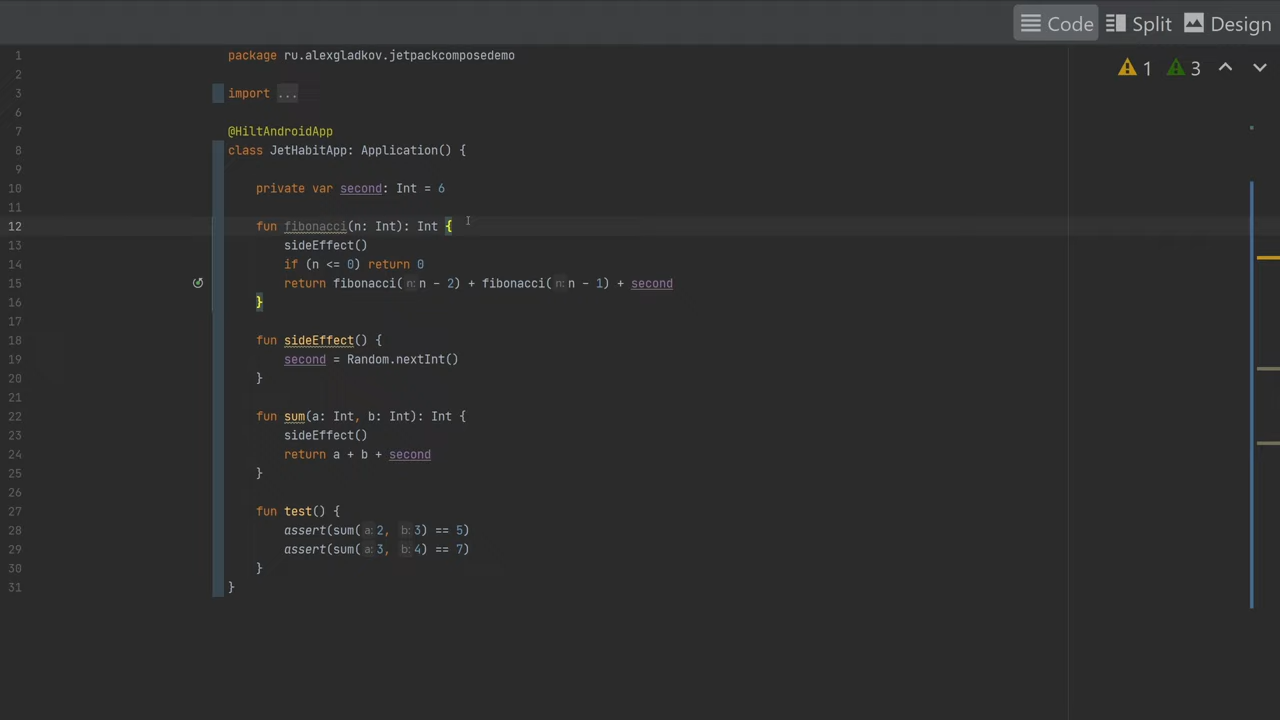 Code Split Design
1 package ru.alexgladkov.jetpackcomposedemo
1 3
2
3 import ...
6
7 @HiltAndroidApp
8 class JetHabitApp: Application() {
9
10 private var second: Int = 6
11
12 fun fibonacci(n: Int): Int {
13 sideEffect()
14 if (n <= 0) return 0
15 return fibonacci( n: n - 2) + fibonacci( n: n - 1) + second
16 }
17
18 fun sideEffect() {
19 second = Random.nextInt()
20 }
21
22 fun sum(a: Int, b: Int): Int {
23 sideEffect()
24 return a + b + second
25 }
26
27 fun test() {
28 assert(sum( a: 2, b: 3) == 5)
29 assert(sum( a: 3, b: 4) == 7)
30 }
31 }